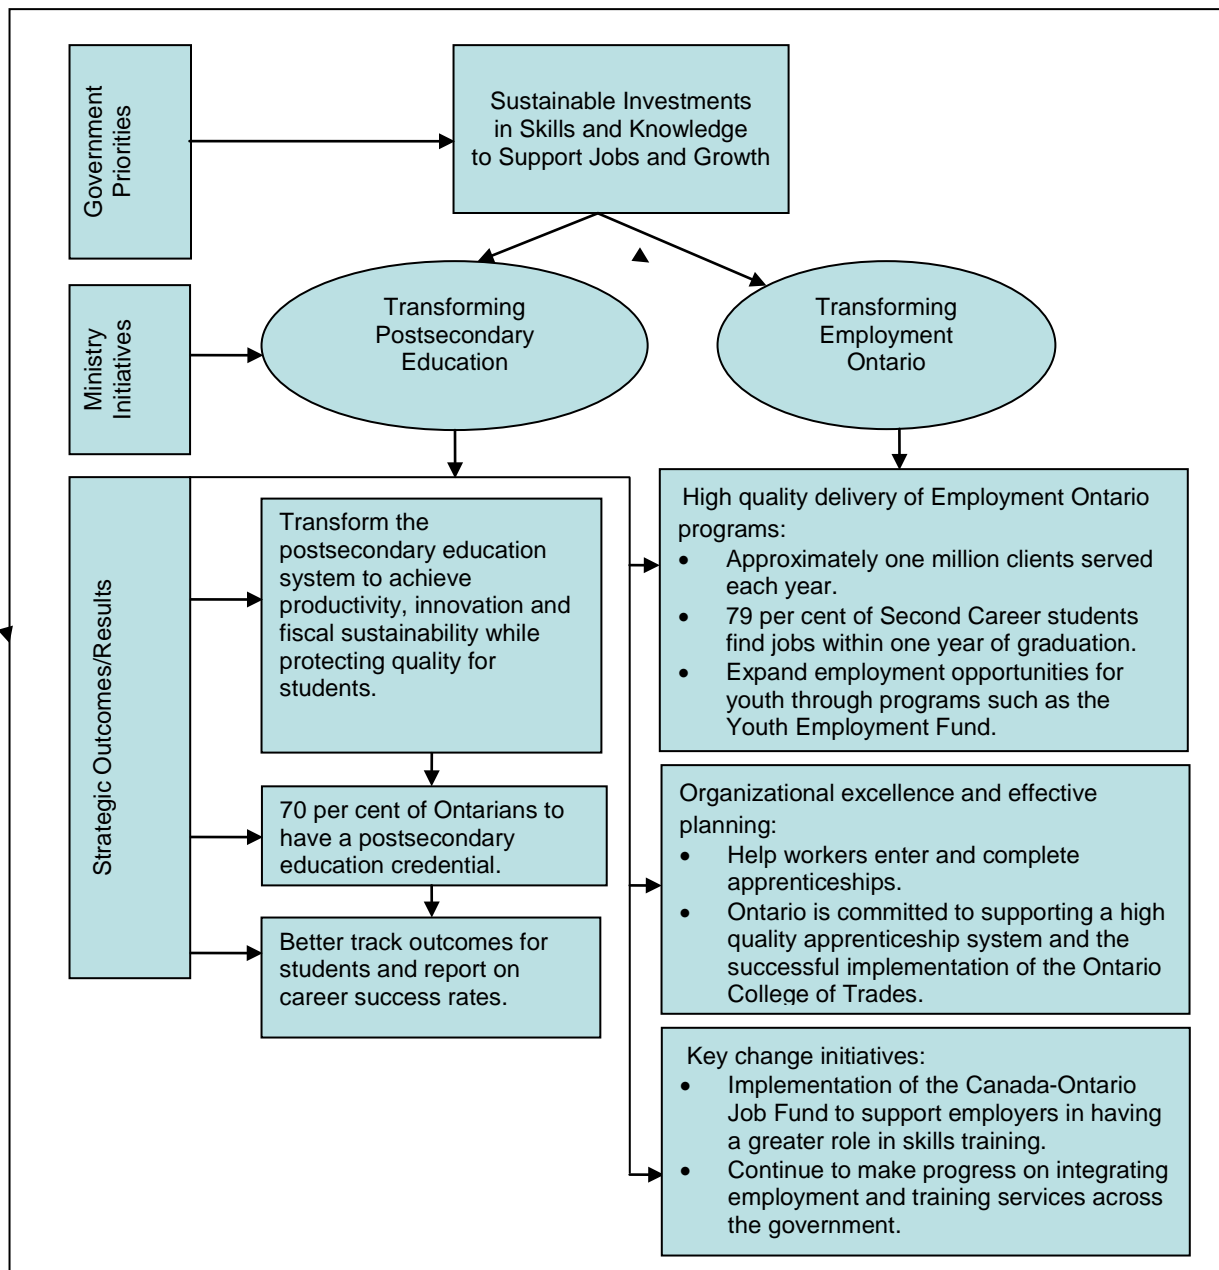 Government
Priorities
Sustainable Investments
in Skills and Knowledge
to Support Jobs and Growth
Ministry
Initiatives
Transforming
Postsecondary
Education
Transforming
Employment
Ontario
Strategic Outcomes/Results
Transform the
postsecondary education
system to achieve
productivity, innovation and
fiscal sustainability while
protecting quality for
students.
70 per cent of Ontarians to
have a postsecondary
education credential.
Better track outcomes for
students and report on
career success rates.
High quality delivery of Employment Ontario
programs:
• Approximately one million clients served
each year.
• 79 per cent of Second Career students
find jobs within one year of graduation.
• Expand employment opportunities for
youth through programs such as the
Youth Employment Fund.
Organizational excellence and effective
planning:
• Help workers enter and complete
apprenticeships.
• Ontario is committed to supporting a high
quality apprenticeship system and the
successful implementation of the Ontario
College of Trades.
Key change initiatives:
• Implementation of the Canada-Ontario
Job Fund to support employers in having
a greater role in skills training.
• Continue to make progress on integrating
employment and training services across
the government.